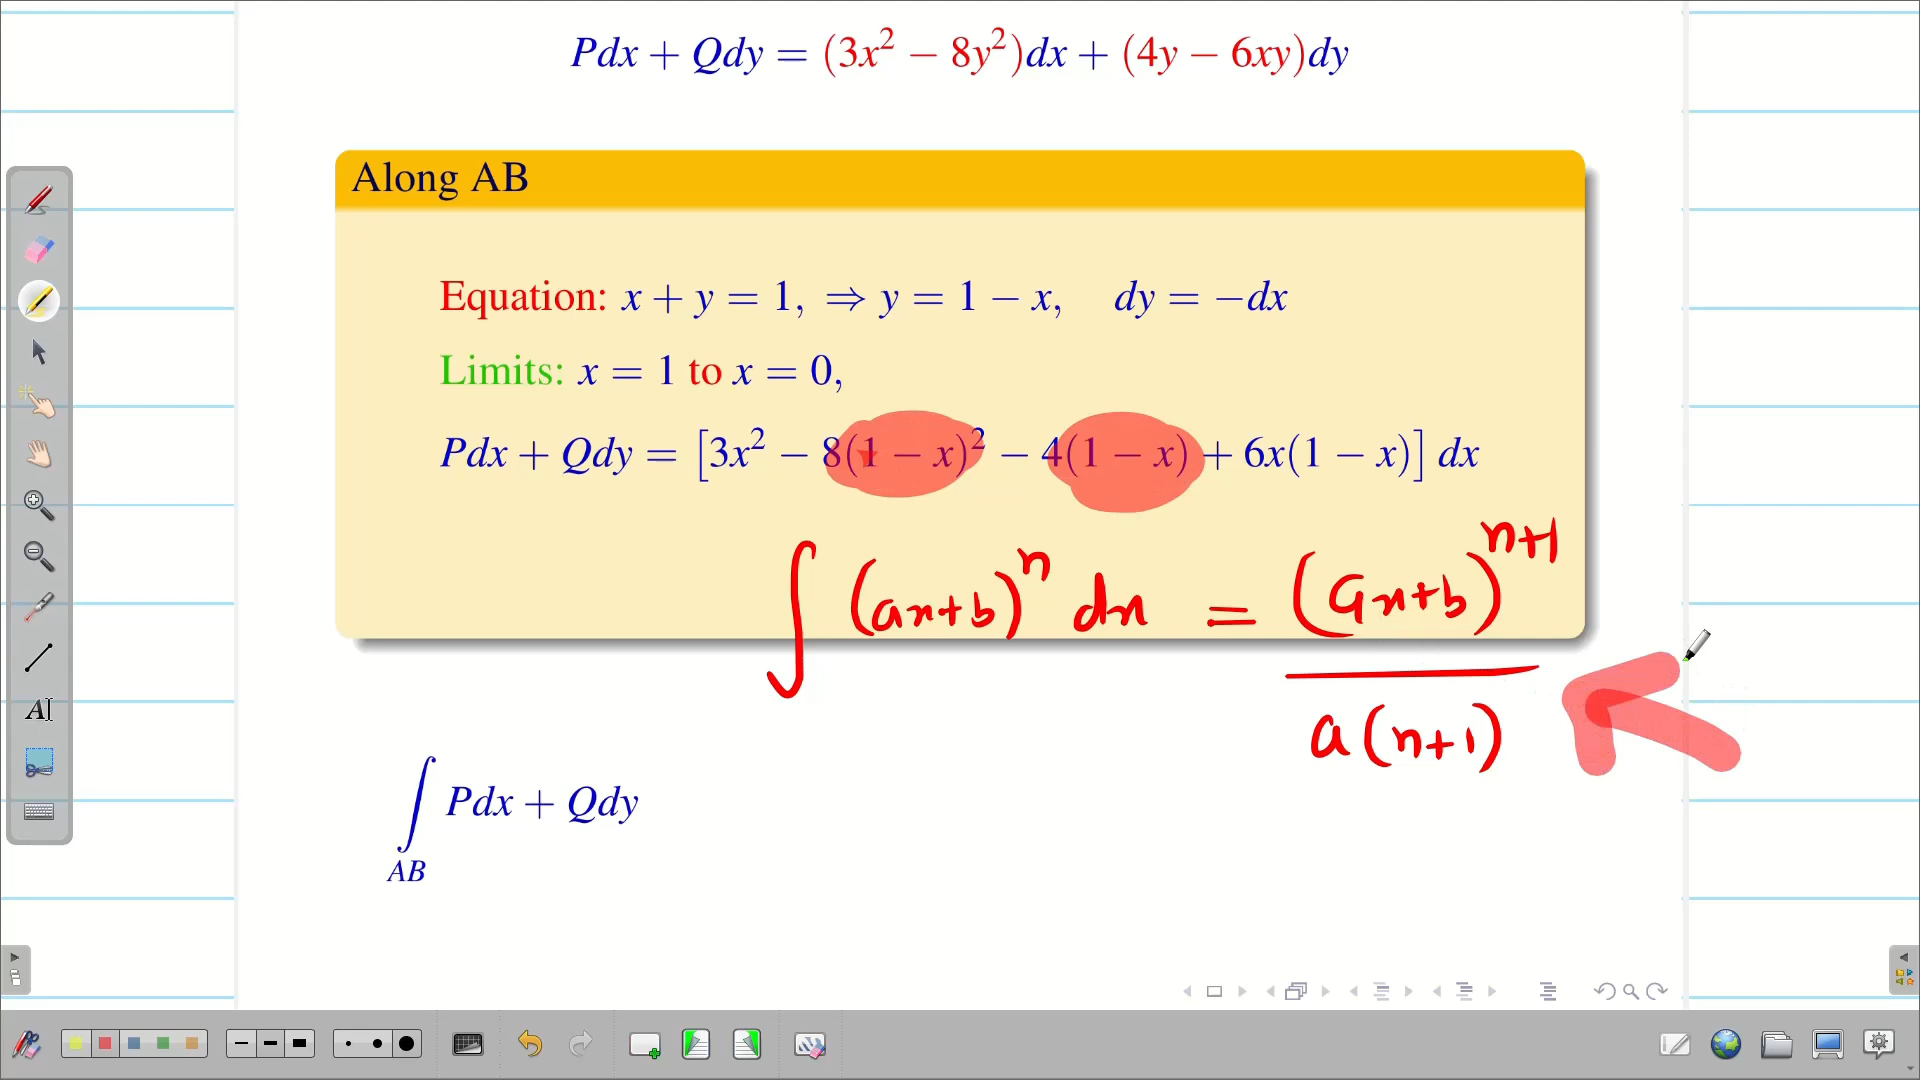 Pdx + Qdy = (3x² − 8y²)dx + (4y − 6xy)dy
Along AB
Equation: x + y = 1, ⇒ y = 1 − x, dy = −dx
Limits: x = 1 to x = 0,
Pdx + Qdy = [3x² − 8(1 − x)² − 4(1 − x) + 6x(1 − x)] dx
∫ (ax+b)ⁿ dx = (ax+b)ⁿ⁺¹ / a(n+1)
∫ Pdx + Qdy
AB